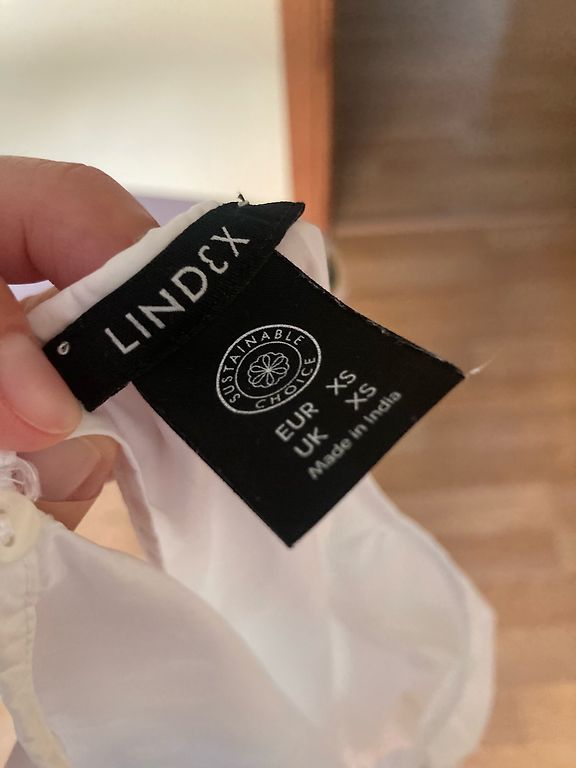 LINDEX
SUSTAINABLE
CHOICE
EUR XS
UK XS
Made in India